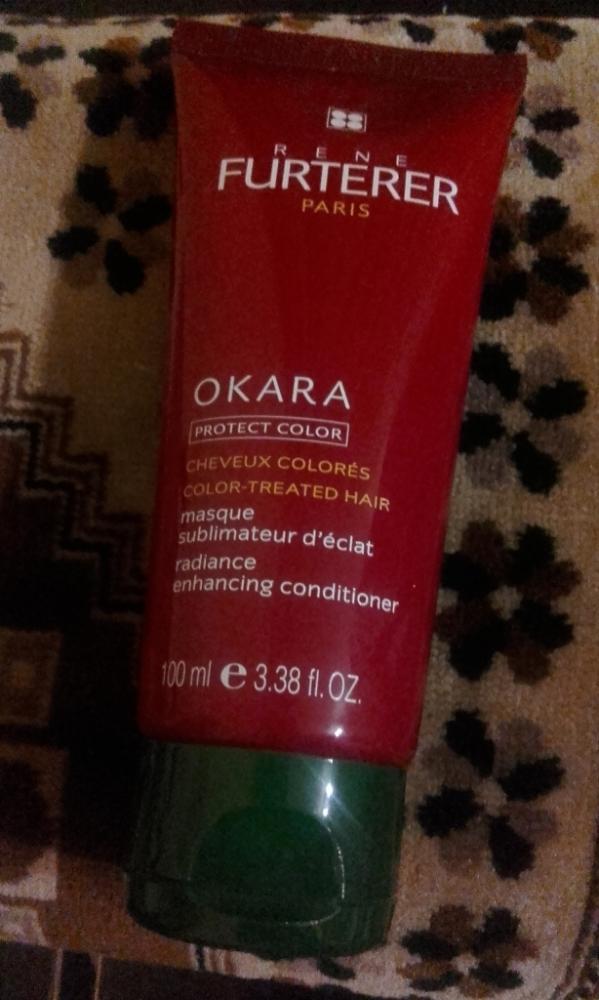 RENE
FURTERER
PARIS
OKARA
PROTECT COLOR
CHEVEUX COLORÉS
COLOR-TREATED HAIR
masque
sublimateur d'éclat
radiance
enhancing conditioner
100 ml e 3.38 fl. OZ.